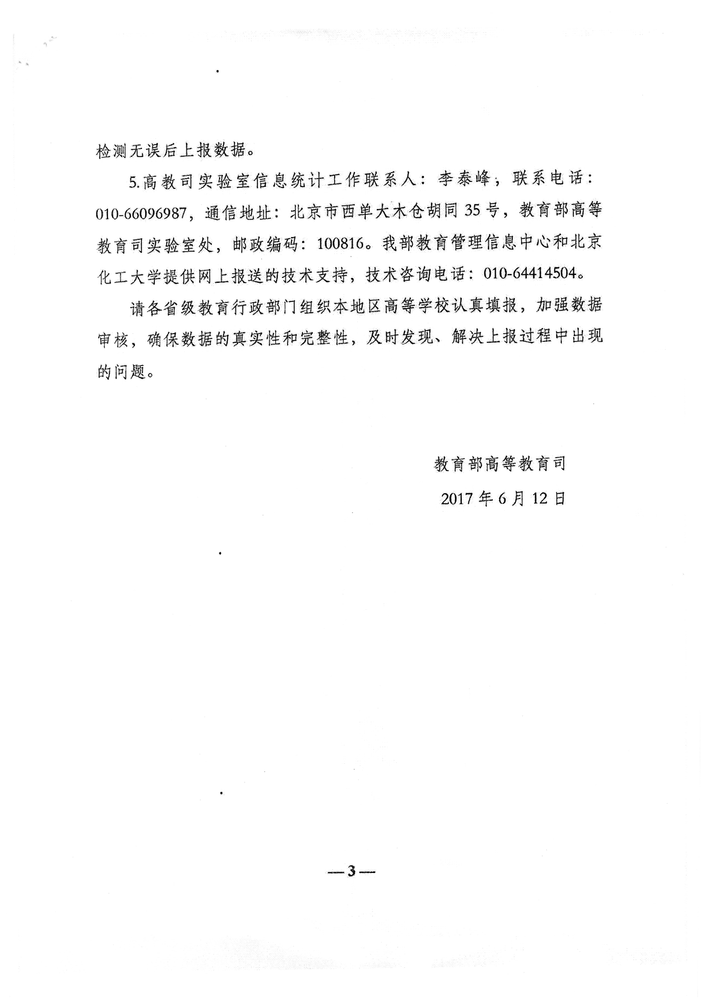 检测无误后上报数据。
5.高教司实验室信息统计工作联系人：李泰峰；联系电话：
010-66096987，通信地址：北京市西单大木仓胡同 35 号，教育部高等
教育司实验室处，邮政编码：100816。我部教育管理信息中心和北京
化工大学提供网上报送的技术支持，技术咨询电话：010-64414504。
请各省级教育行政部门组织本地区高等学校认真填报，加强数据
审核，确保数据的真实性和完整性，及时发现、解决上报过程中出现
的问题。
教育部高等教育司
2017 年 6 月 12 日
—3—